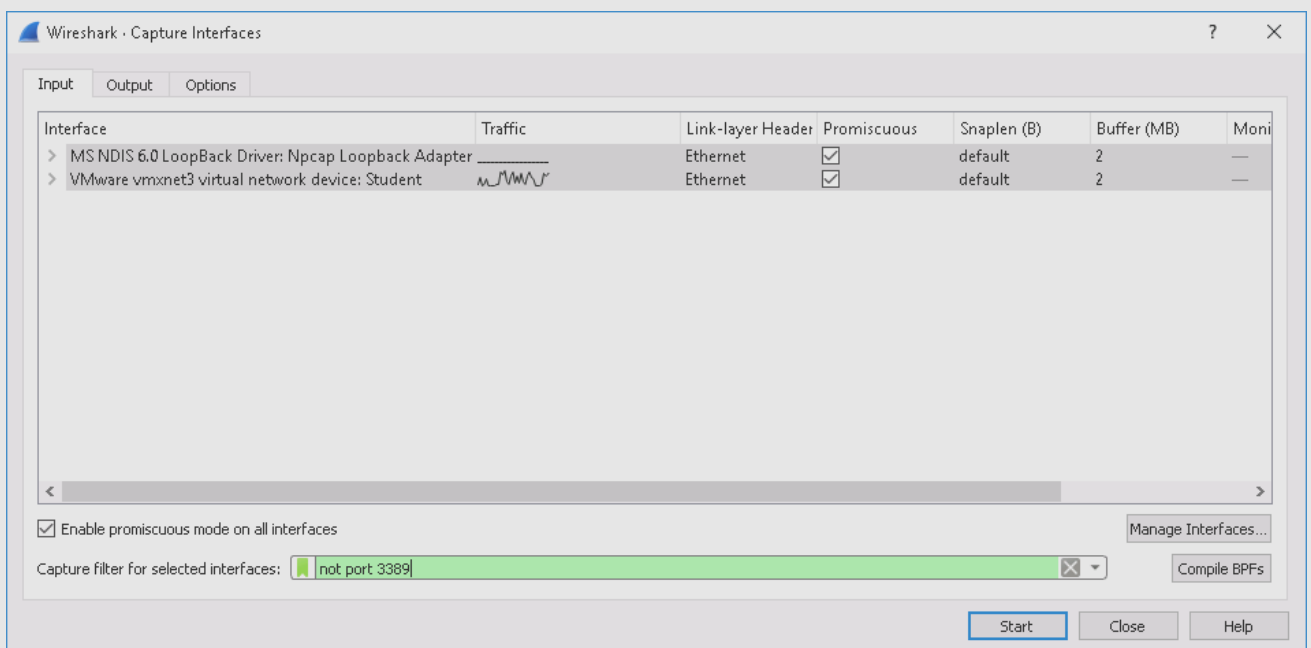 Wireshark · Capture Interfaces ?
Input Output Options
Interface Traffic Link-layer Header Promiscuous Snaplen (B) Buffer (MB) Moni
MS NDIS 6.0 LoopBack Driver: Npcap Loopback Adapter Ethernet default 2 —
VMware vmxnet3 virtual network device: Student Ethernet default 2 —
Enable promiscuous mode on all interfaces Manage Interfaces...
Capture filter for selected interfaces: not port 3389 Compile BPFs
Start Close Help